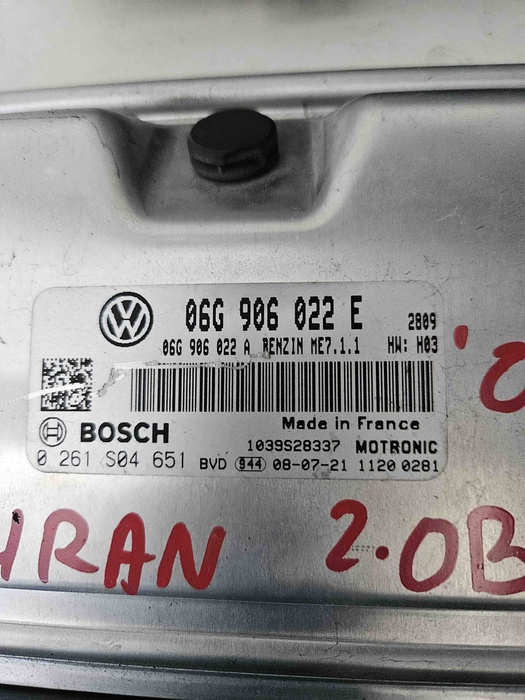 06G 906 022 E 2809
06G 906 022 A BENZIN ME7.1.1 HW: H03
BOSCH Made in France
1039S28337 MOTRONIC
0 261 S04 651 BVD 944 08-07-21 1120 0281
2.0B